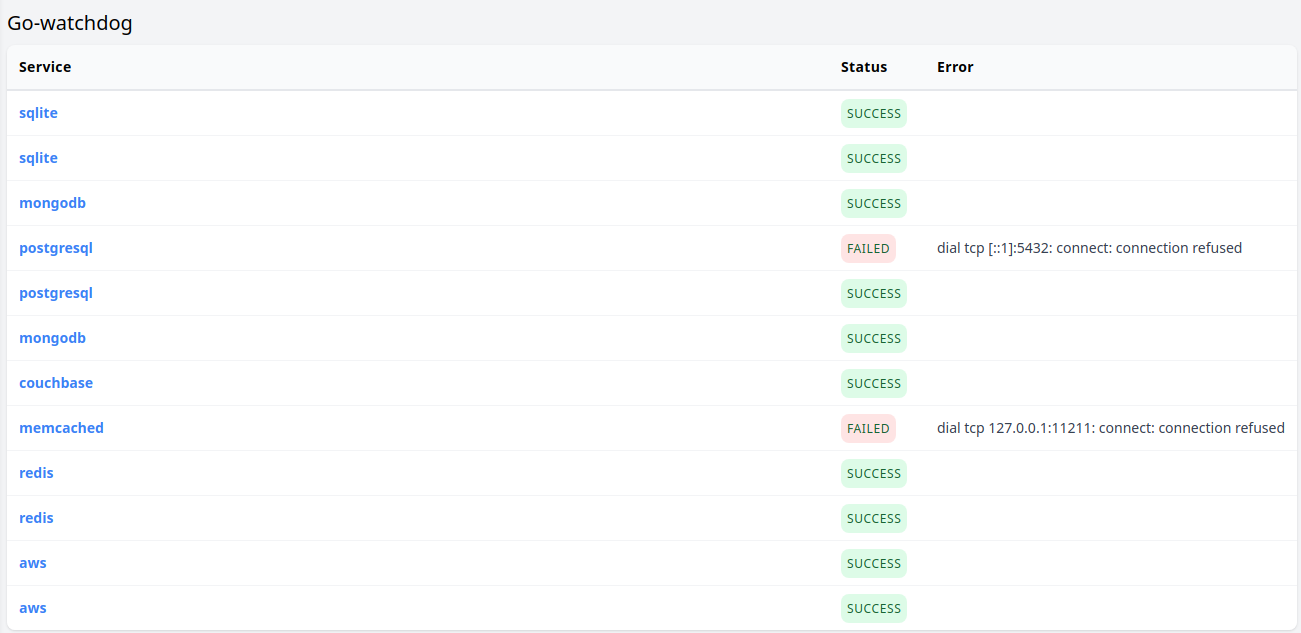 Go-watchdog
Service Status Error
sqlite SUCCESS
sqlite SUCCESS
mongodb SUCCESS
postgresql FAILED dial tcp [::1]:5432: connect: connection refused
postgresql SUCCESS
mongodb SUCCESS
couchbase SUCCESS
memcached FAILED dial tcp 127.0.0.1:11211: connect: connection refused
redis SUCCESS
redis SUCCESS
aws SUCCESS
aws SUCCESS